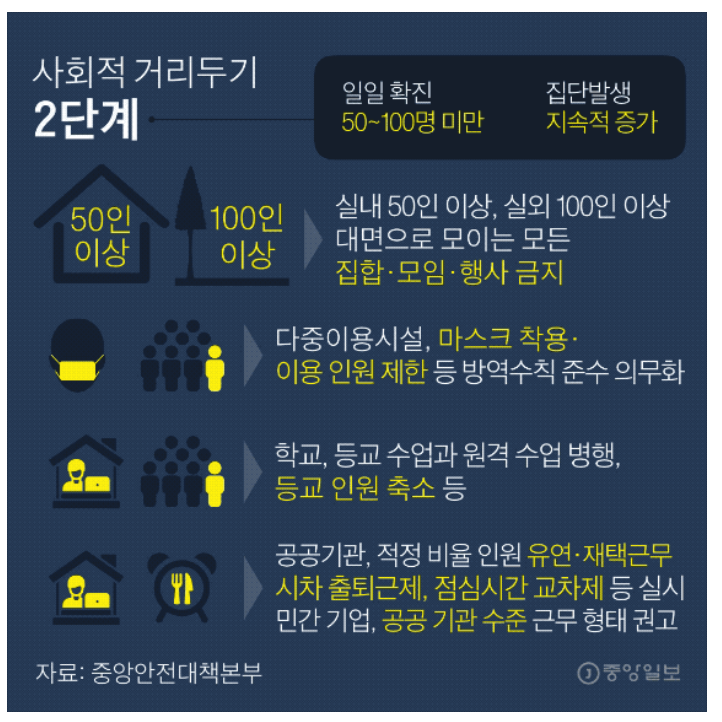 사회적 거리두기
2단계
일일 확진
50~100명 미만
집단발생
지속적 증가
50인
이상
100인
이상
실내 50인 이상, 실외 100인 이상
대면으로 모이는 모든
집합·모임·행사 금지
다중이용시설, 마스크 착용·
이용 인원 제한 등 방역수칙 준수 의무화
학교, 등교 수업과 원격 수업 병행,
등교 인원 축소 등
공공기관, 적정 비율 인원 유연·재택근무
시차 출퇴근제, 점심시간 교차제 등 실시
민간 기업, 공공 기관 수준 근무 형태 권고
자료: 중앙안전대책본부
J 중앙일보